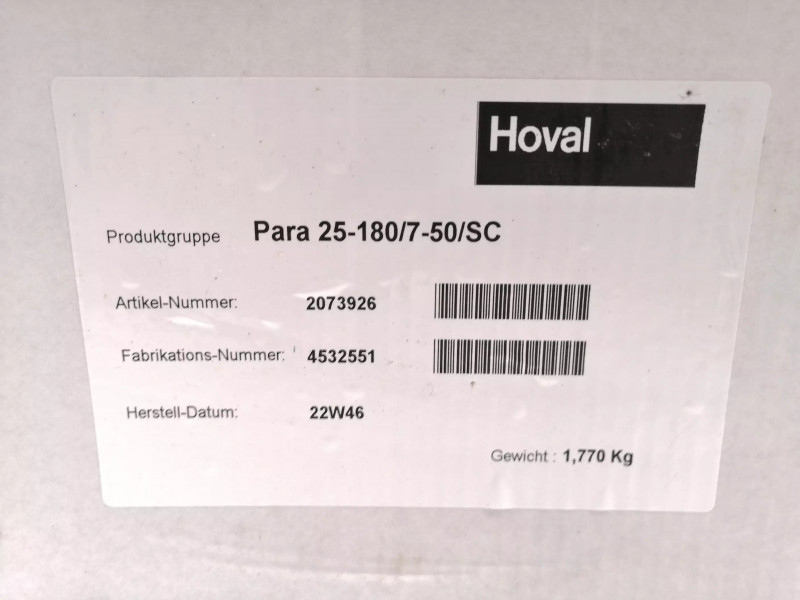 Hoval
Produktgruppe Para 25-180/7-50/SC
Artikel-Nummer: 2073926
Fabrikations-Nummer: 4532551
Herstell-Datum: 22W46
Gewicht : 1,770 Kg